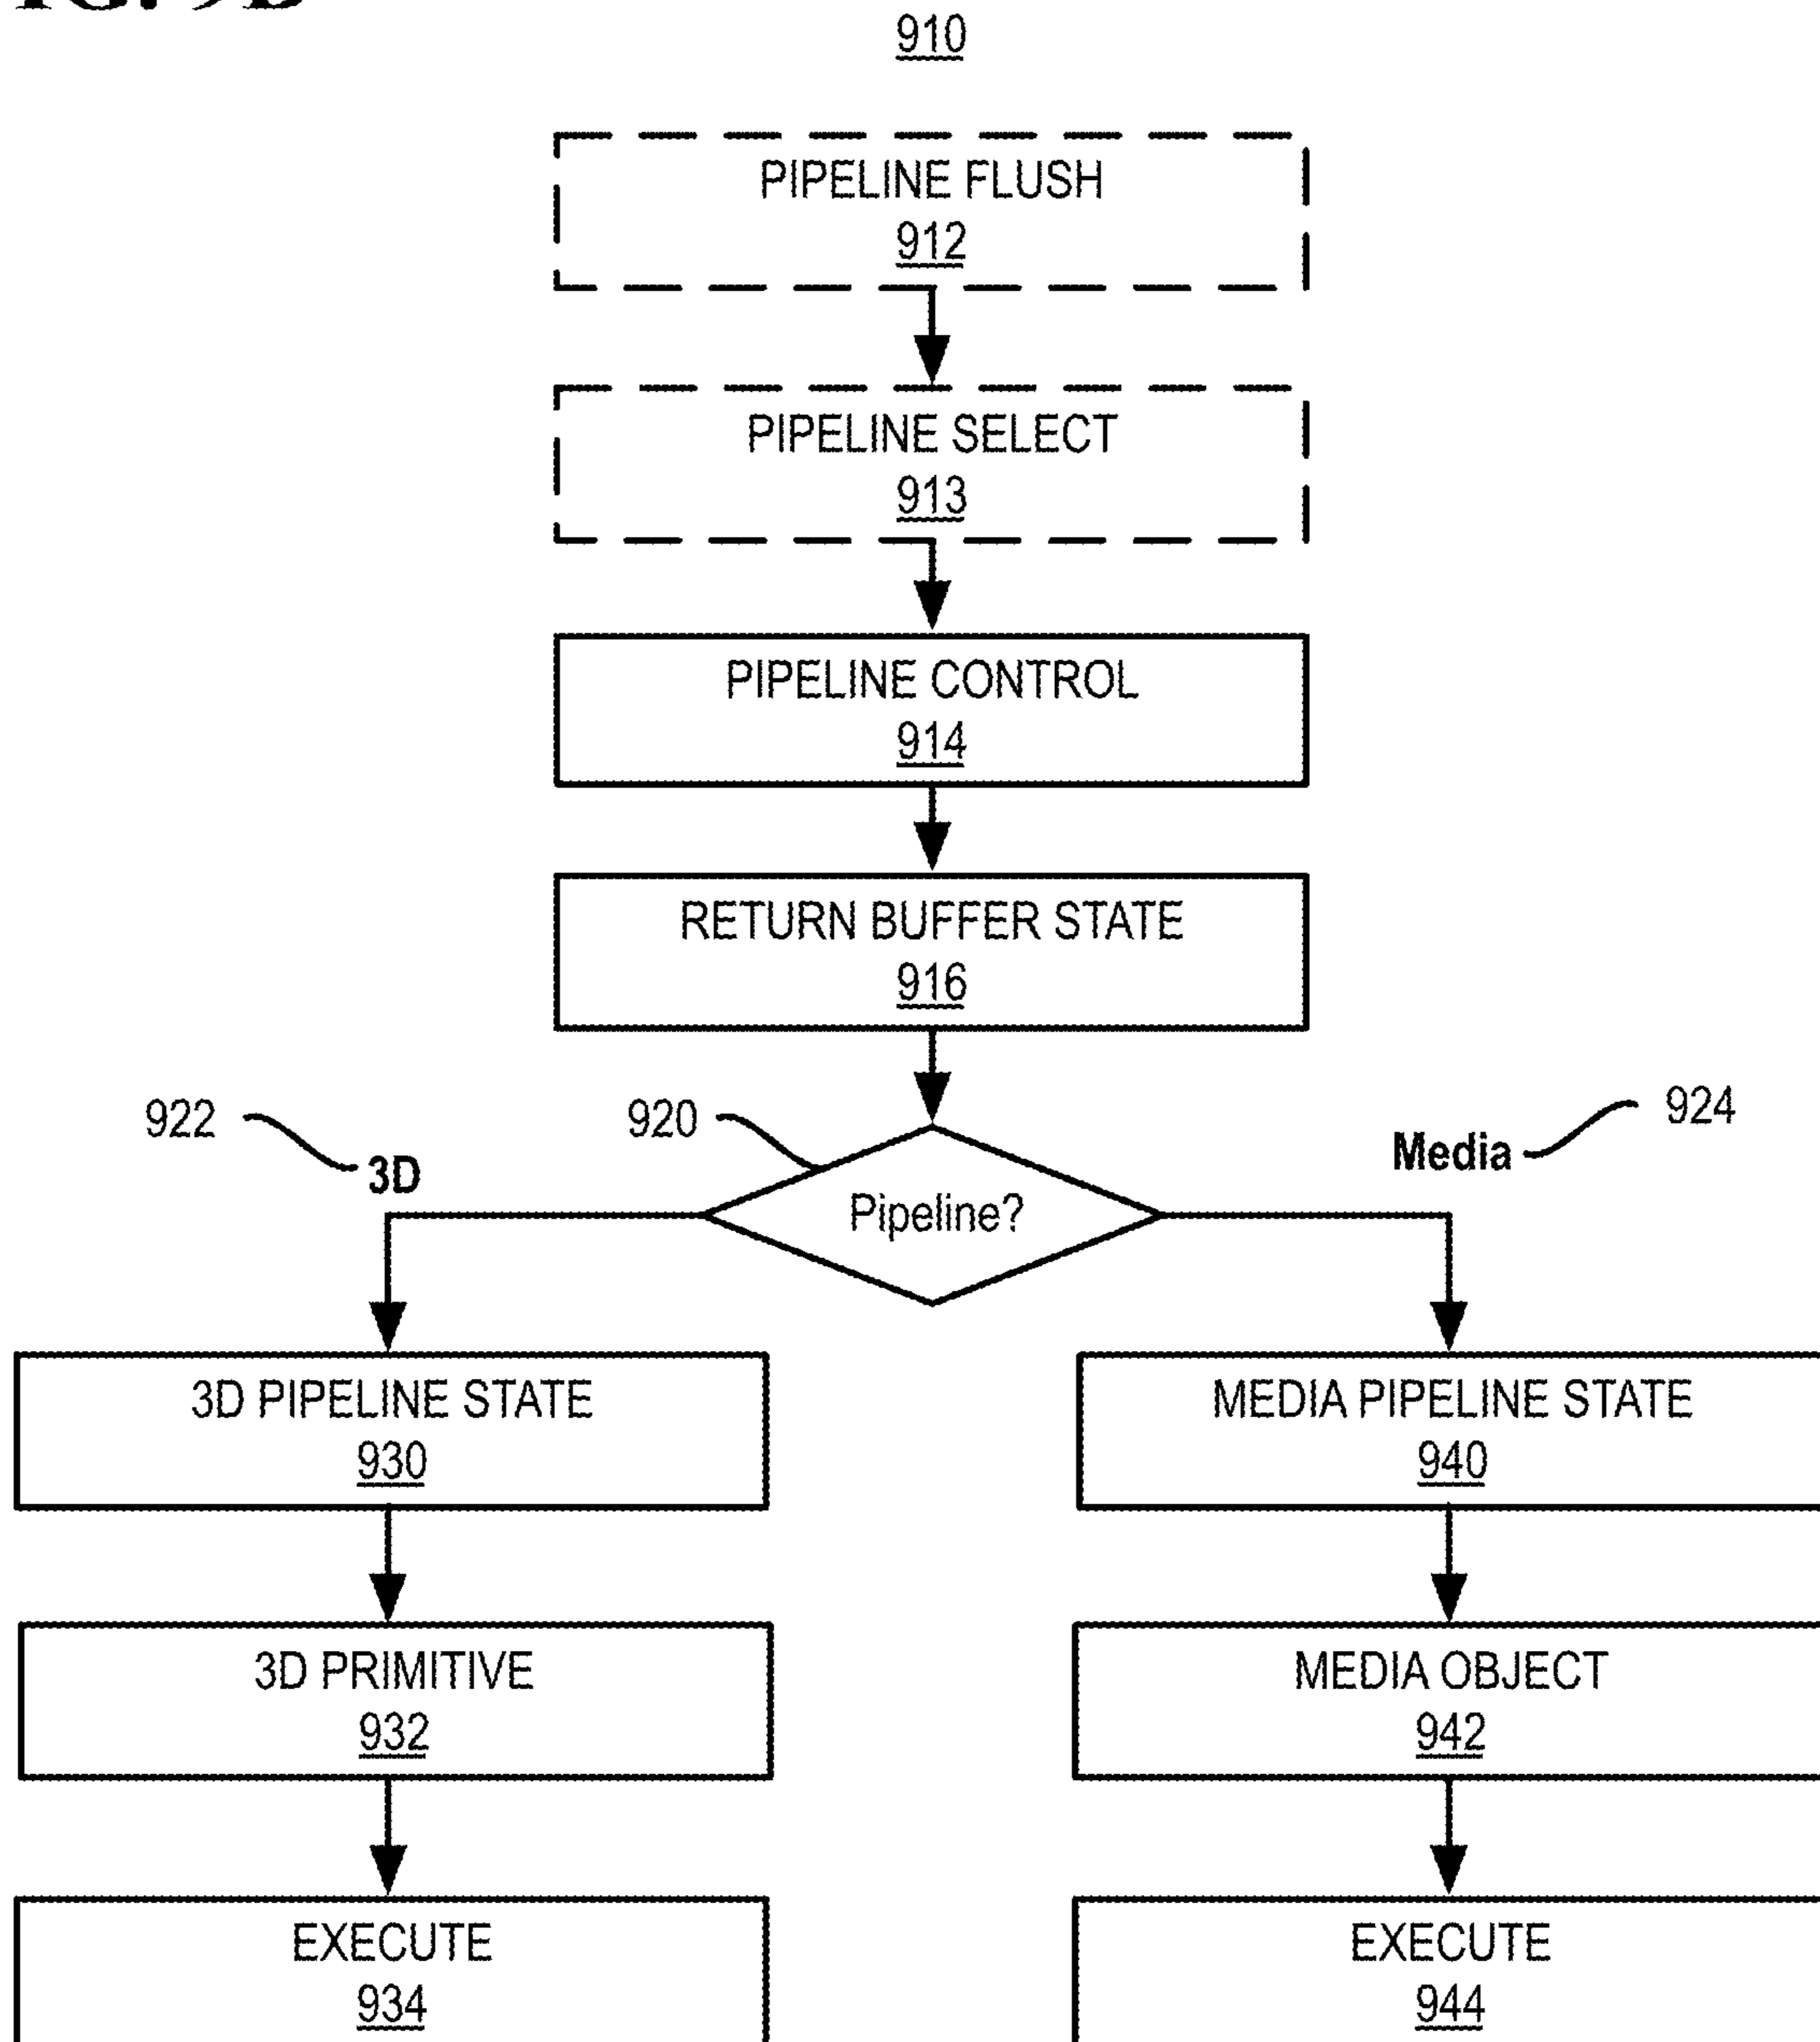 910
PIPELINE FLUSH
912
PIPELINE SELECT
913
PIPELINE CONTROL
914
RETURN BUFFER STATE
916
922
920
924
3D
Media
Pipeline?
3D PIPELINE STATE
930
MEDIA PIPELINE STATE
940
3D PRIMITIVE
932
MEDIA OBJECT
942
EXECUTE
934
EXECUTE
944